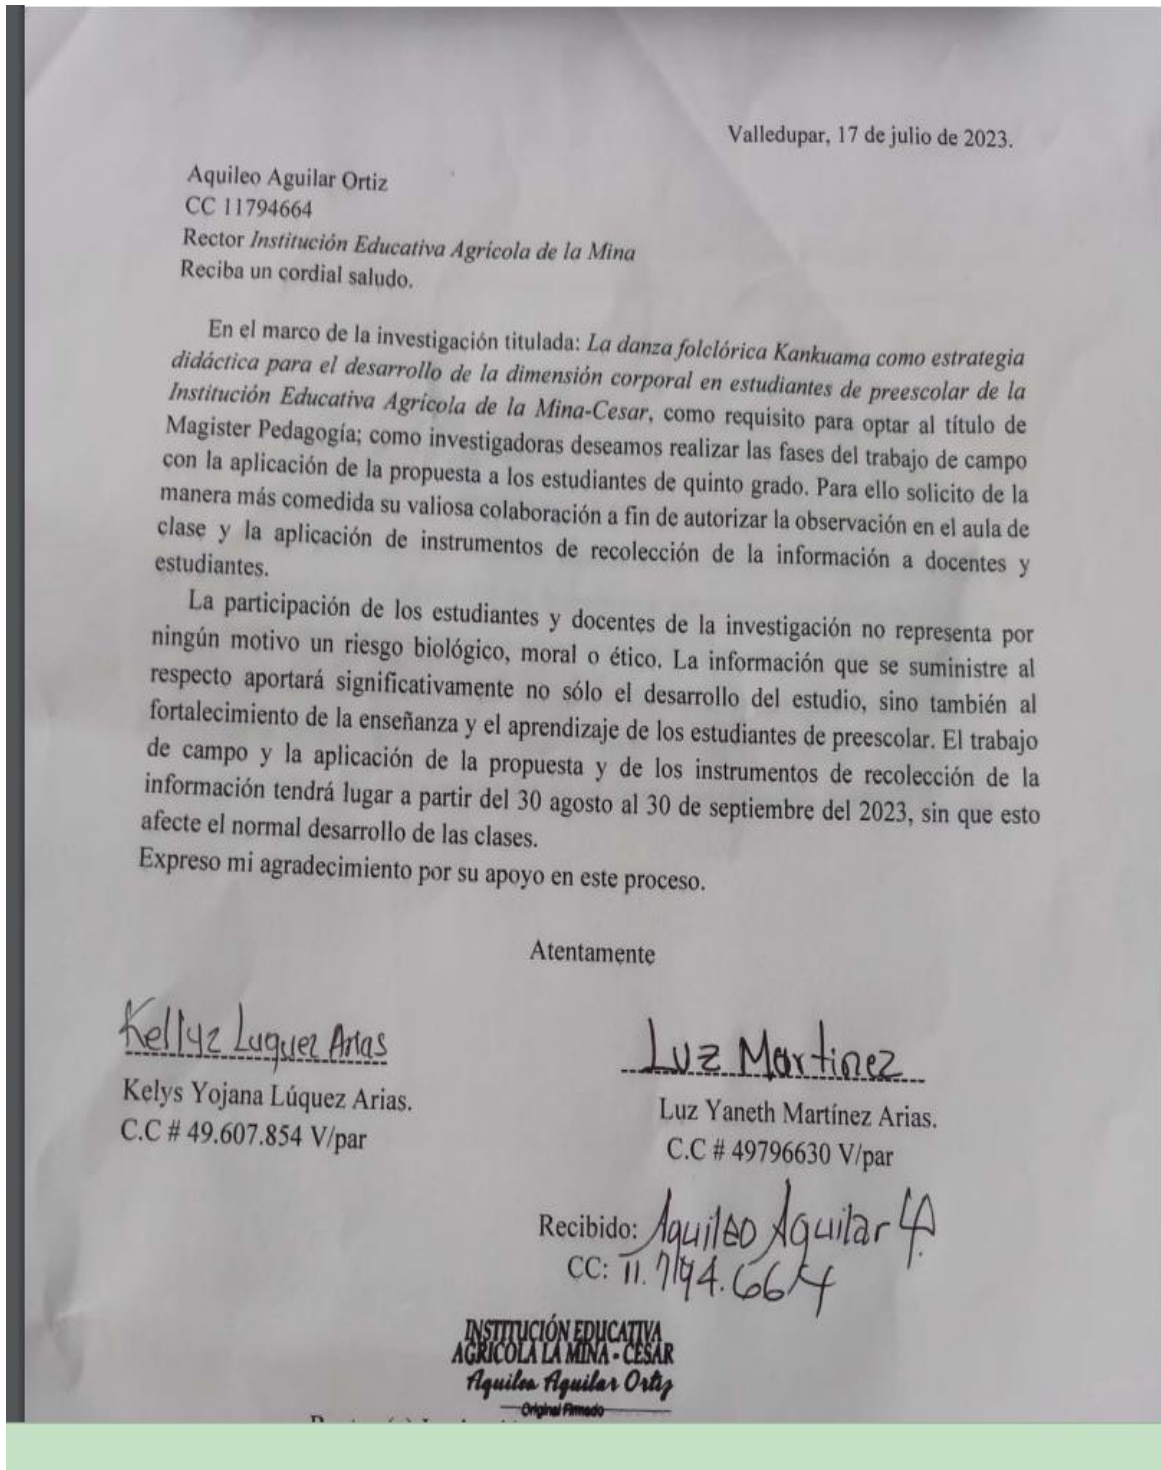 Valledupar, 17 de julio de 2023.
Aquileo Aguilar Ortiz
CC 11794664
Rector Institución Educativa Agrícola de la Mina
Reciba un cordial saludo.
En el marco de la investigación titulada: La danza folclórica Kankuama como estrategia
didáctica para el desarrollo de la dimensión corporal en estudiantes de preescolar de la
Institución Educativa Agrícola de la Mina-Cesar, como requisito para optar al título de
Magister Pedagogía; como investigadoras deseamos realizar las fases del trabajo de campo
con la aplicación de la propuesta a los estudiantes de quinto grado. Para ello solicito de la
manera más comedida su valiosa colaboración a fin de autorizar la observación en el aula de
clase y la aplicación de instrumentos de recolección de la información a docentes y
estudiantes.
La participación de los estudiantes y docentes de la investigación no representa por
ningún motivo un riesgo biológico, moral o ético. La información que se suministre al
respecto aportará significativamente no sólo el desarrollo del estudio, sino también al
fortalecimiento de la enseñanza y el aprendizaje de los estudiantes de preescolar. El trabajo
de campo y la aplicación de la propuesta y de los instrumentos de recolección de la
información tendrá lugar a partir del 30 agosto al 30 de septiembre del 2023, sin que esto
afecte el normal desarrollo de las clases.
Expreso mi agradecimiento por su apoyo en este proceso.
Atentamente
Kellyz Luquez Arias
Luz Martinez
Kelys Yojana Lúquez Arias.
Luz Yaneth Martínez Arias.
C.C # 49.607.854 V/par
C.C # 49796630 V/par
Recibido: Aquileo Aguilar
CC: 11.794.664
INSTITUCIÓN EDUCATIVA
AGRICOLA LA MINA - CESAR
Aquileo Aguilar Ortiz
Original Firmado